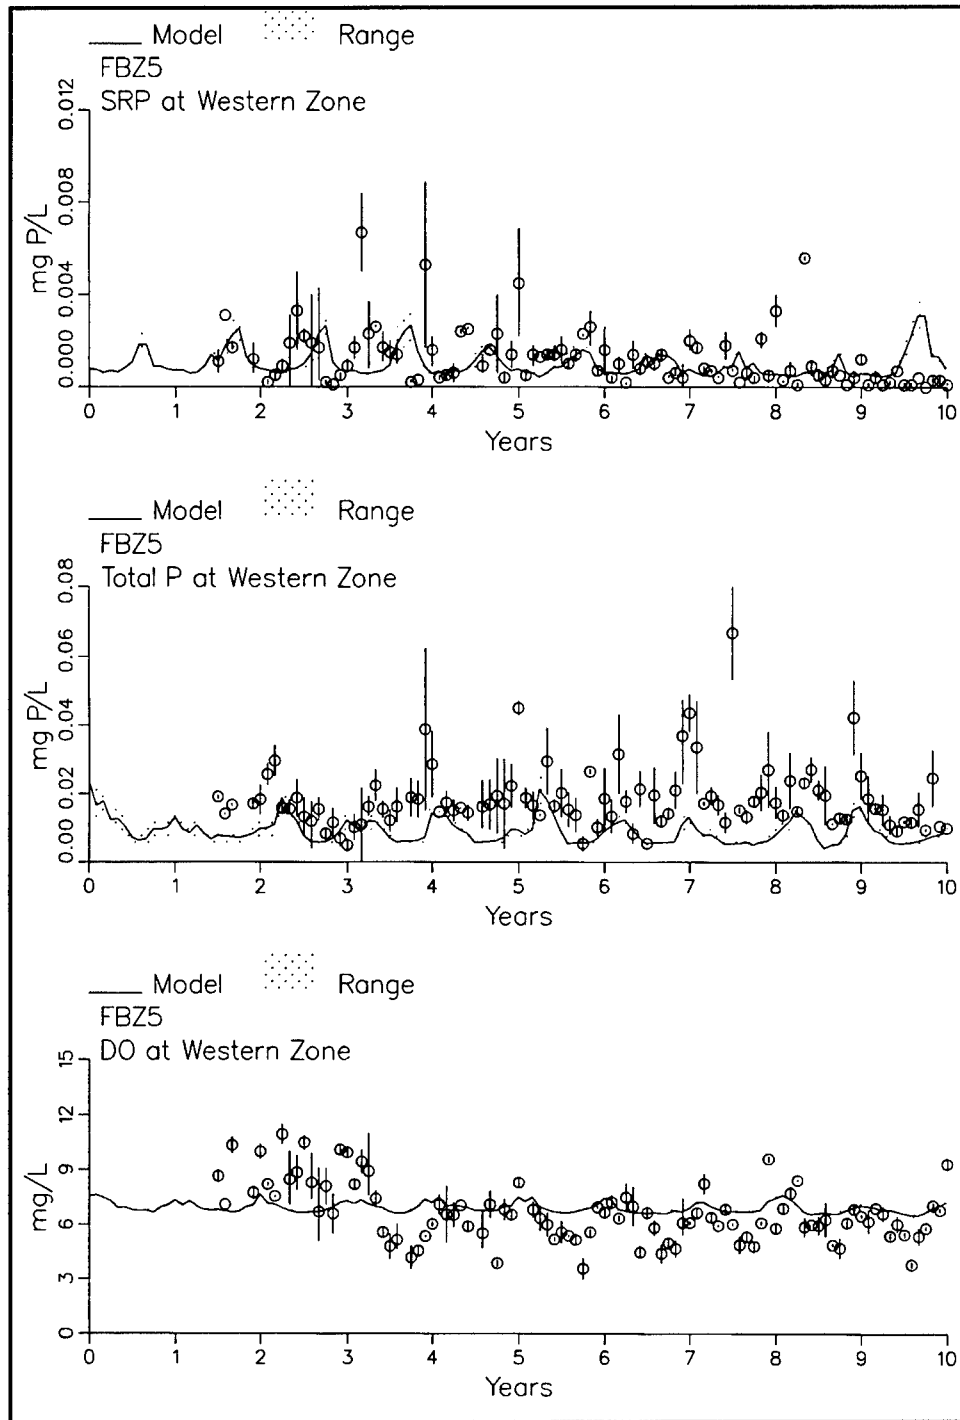 Model Range
FBZ5
SRP at Western Zone
0.012
0.008
0.004
0.000
mg P/L
0 1 2 3 4 5 6 7 8 9 10
Years
Model Range
FBZ5
Total P at Western Zone
0.08
0.06
0.04
0.02
0.00
mg P/L
0 1 2 3 4 5 6 7 8 9 10
Years
Model Range
FBZ5
DO at Western Zone
15
12
9
6
3
0
mg/L
0 1 2 3 4 5 6 7 8 9 10
Years